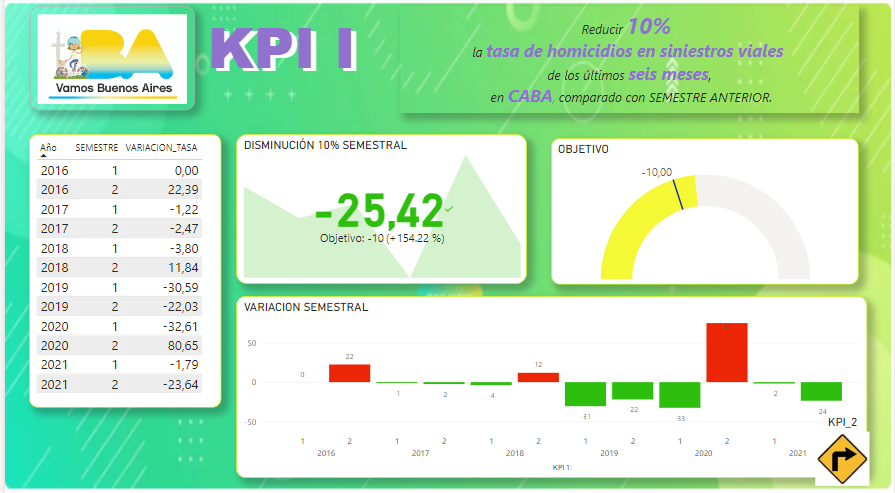 BA
Vamos Buenos Aires
KPI I
Reducir 10%
la tasa de homicidios en siniestros viales
de los últimos seis meses,
en CABA, comparado con SEMESTRE ANTERIOR.
Año SEMESTRE VARIACION_TASA
2016 1 0,00
2016 2 22,39
2017 1 -1,22
2017 2 -2,47
2018 1 -3,80
2018 2 11,84
2019 1 -30,59
2019 2 -22,03
2020 1 -32,61
2020 2 80,65
2021 1 -1,79
2021 2 -23,64
DISMINUCIÓN 10% SEMESTRAL
-25,42
Objetivo: -10 (+154.22 %)
OBJETIVO
-10,00
VARIACION SEMESTRAL
50
0
-50
0 22 1 2 4 12 31 22 33 2 24
1 2 1 2 1 2 1 2 1 2 1 2
2016 2017 2018 2019 2020 2021
KPI 1:
KPI_2